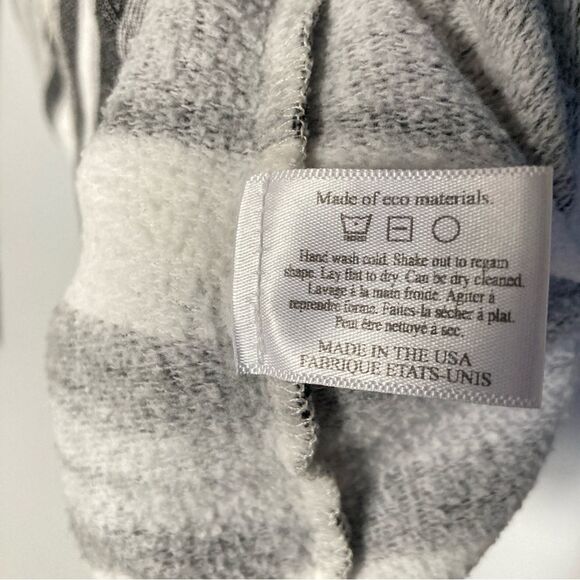 Made of eco materials.
Hand wash cold. Shake out to regain
shape. Lay flat to dry. Can be dry cleaned.
Lavage à la main froide. Agiter à
reprendre forme. Faites-la sécher à plat.
Peut être nettové à sec.
MADE IN THE USA
FABRIQUE ETATS-UNIS